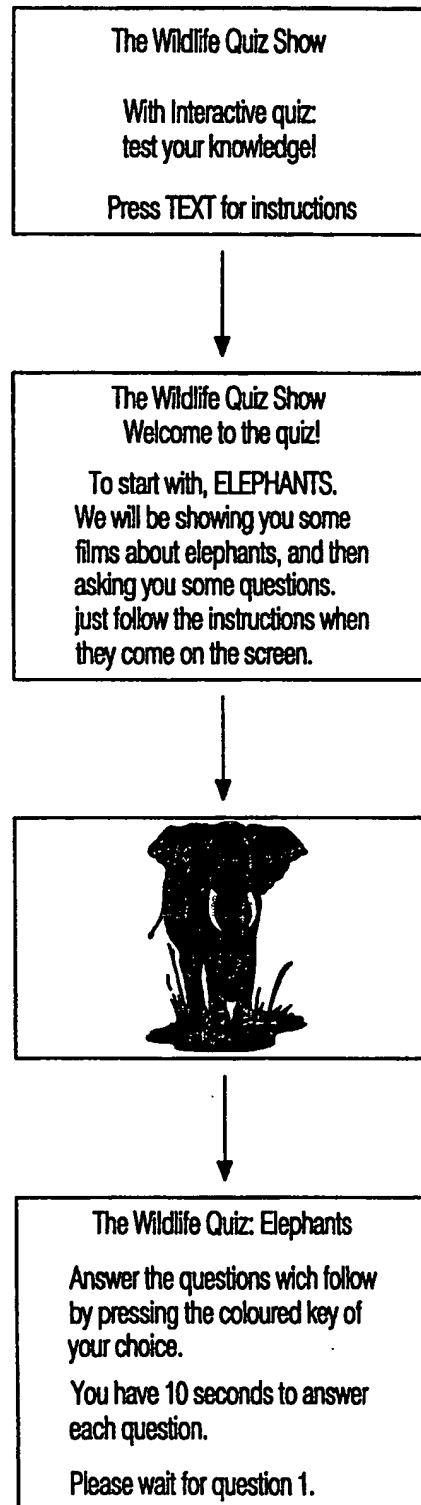 The Wildlife Quiz Show
With Interactive quiz:
test your knowledge!
Press TEXT for instructions
The Wildlife Quiz Show
Welcome to the quiz!
To start with, ELEPHANTS.
We will be showing you some
films about elephants, and then
asking you some questions.
just follow the instructions when
they come on the screen.
The Wildlife Quiz: Elephants
Answer the questions wich follow
by pressing the coloured key of
your choice.
You have 10 seconds to answer
each question.
Please wait for question 1.